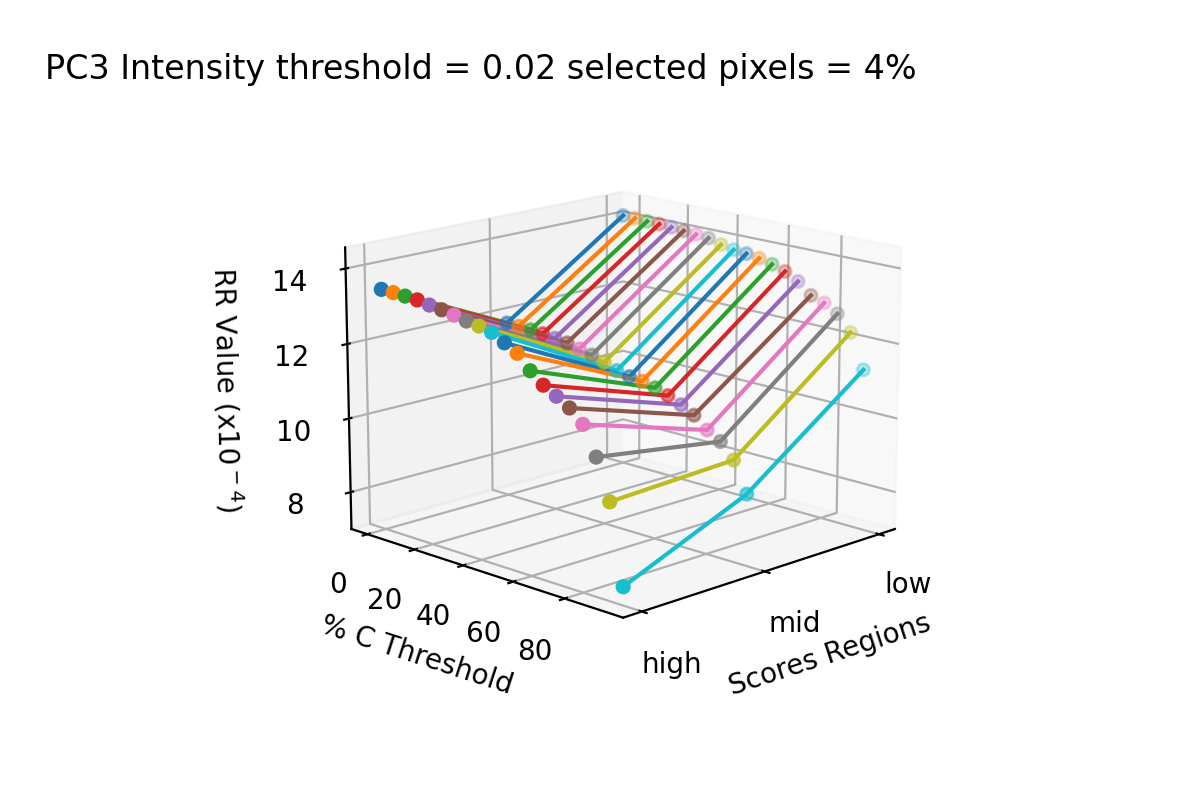 PC3 Intensity threshold = 0.02 selected pixels = 4%
14
12
10
8
RR Value (x10⁻⁴)
0
20
40
60
80
% C Threshold
high
mid
low
Scores Regions